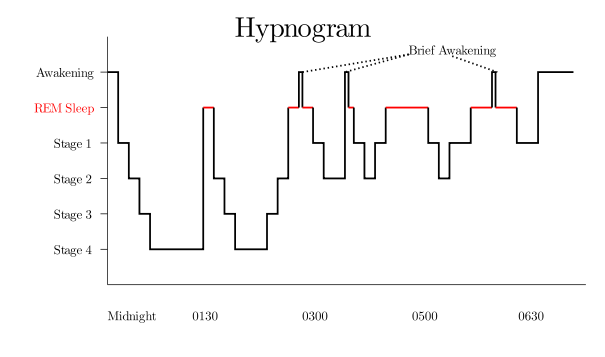 Hypnogram
Brief Awakening
Awakening
REM Sleep
Stage 1
Stage 2
Stage 3
Stage 4
Midnight 0130 0300 0500 0630